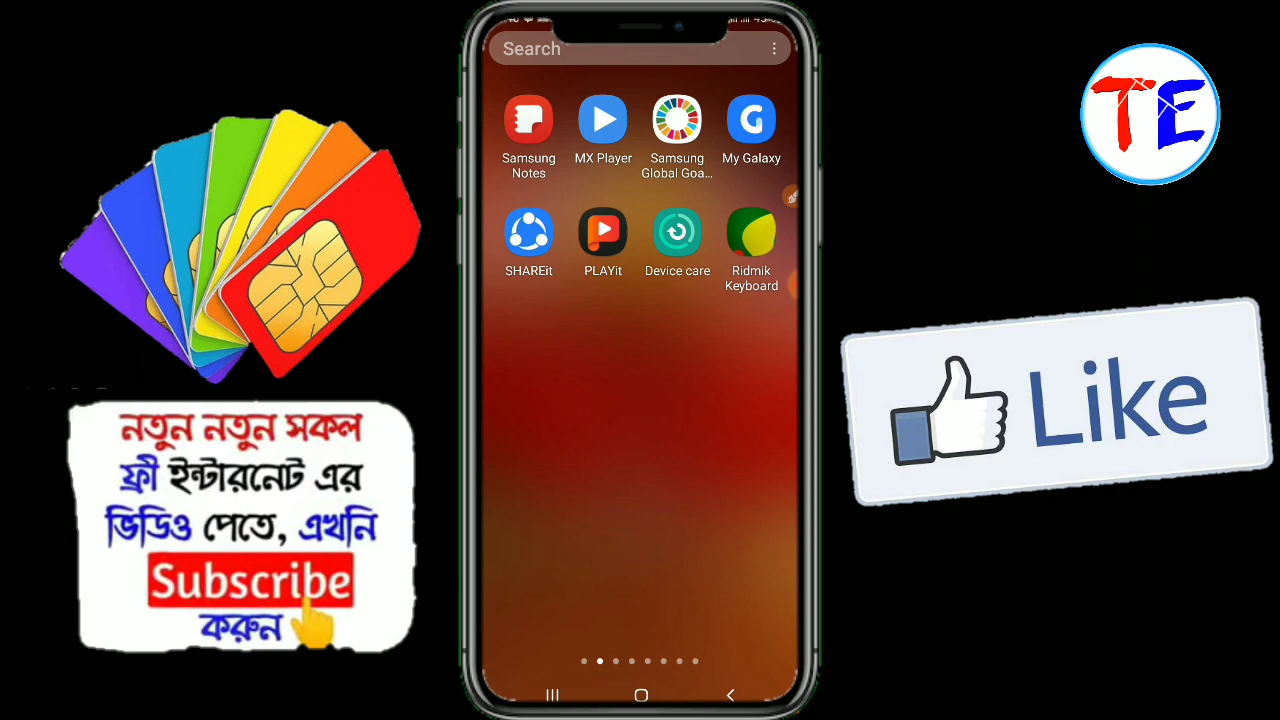 Search
TE
Samsung Notes
MX Player
Samsung Global Goa...
My Galaxy
SHAREit
PLAYit
Device care
Ridmik Keyboard
Like
নতুন নতুন সকল
ফ্রী ইন্টারনেট এর
ভিডিও পেতে, এখনি
Subscribe
করুন